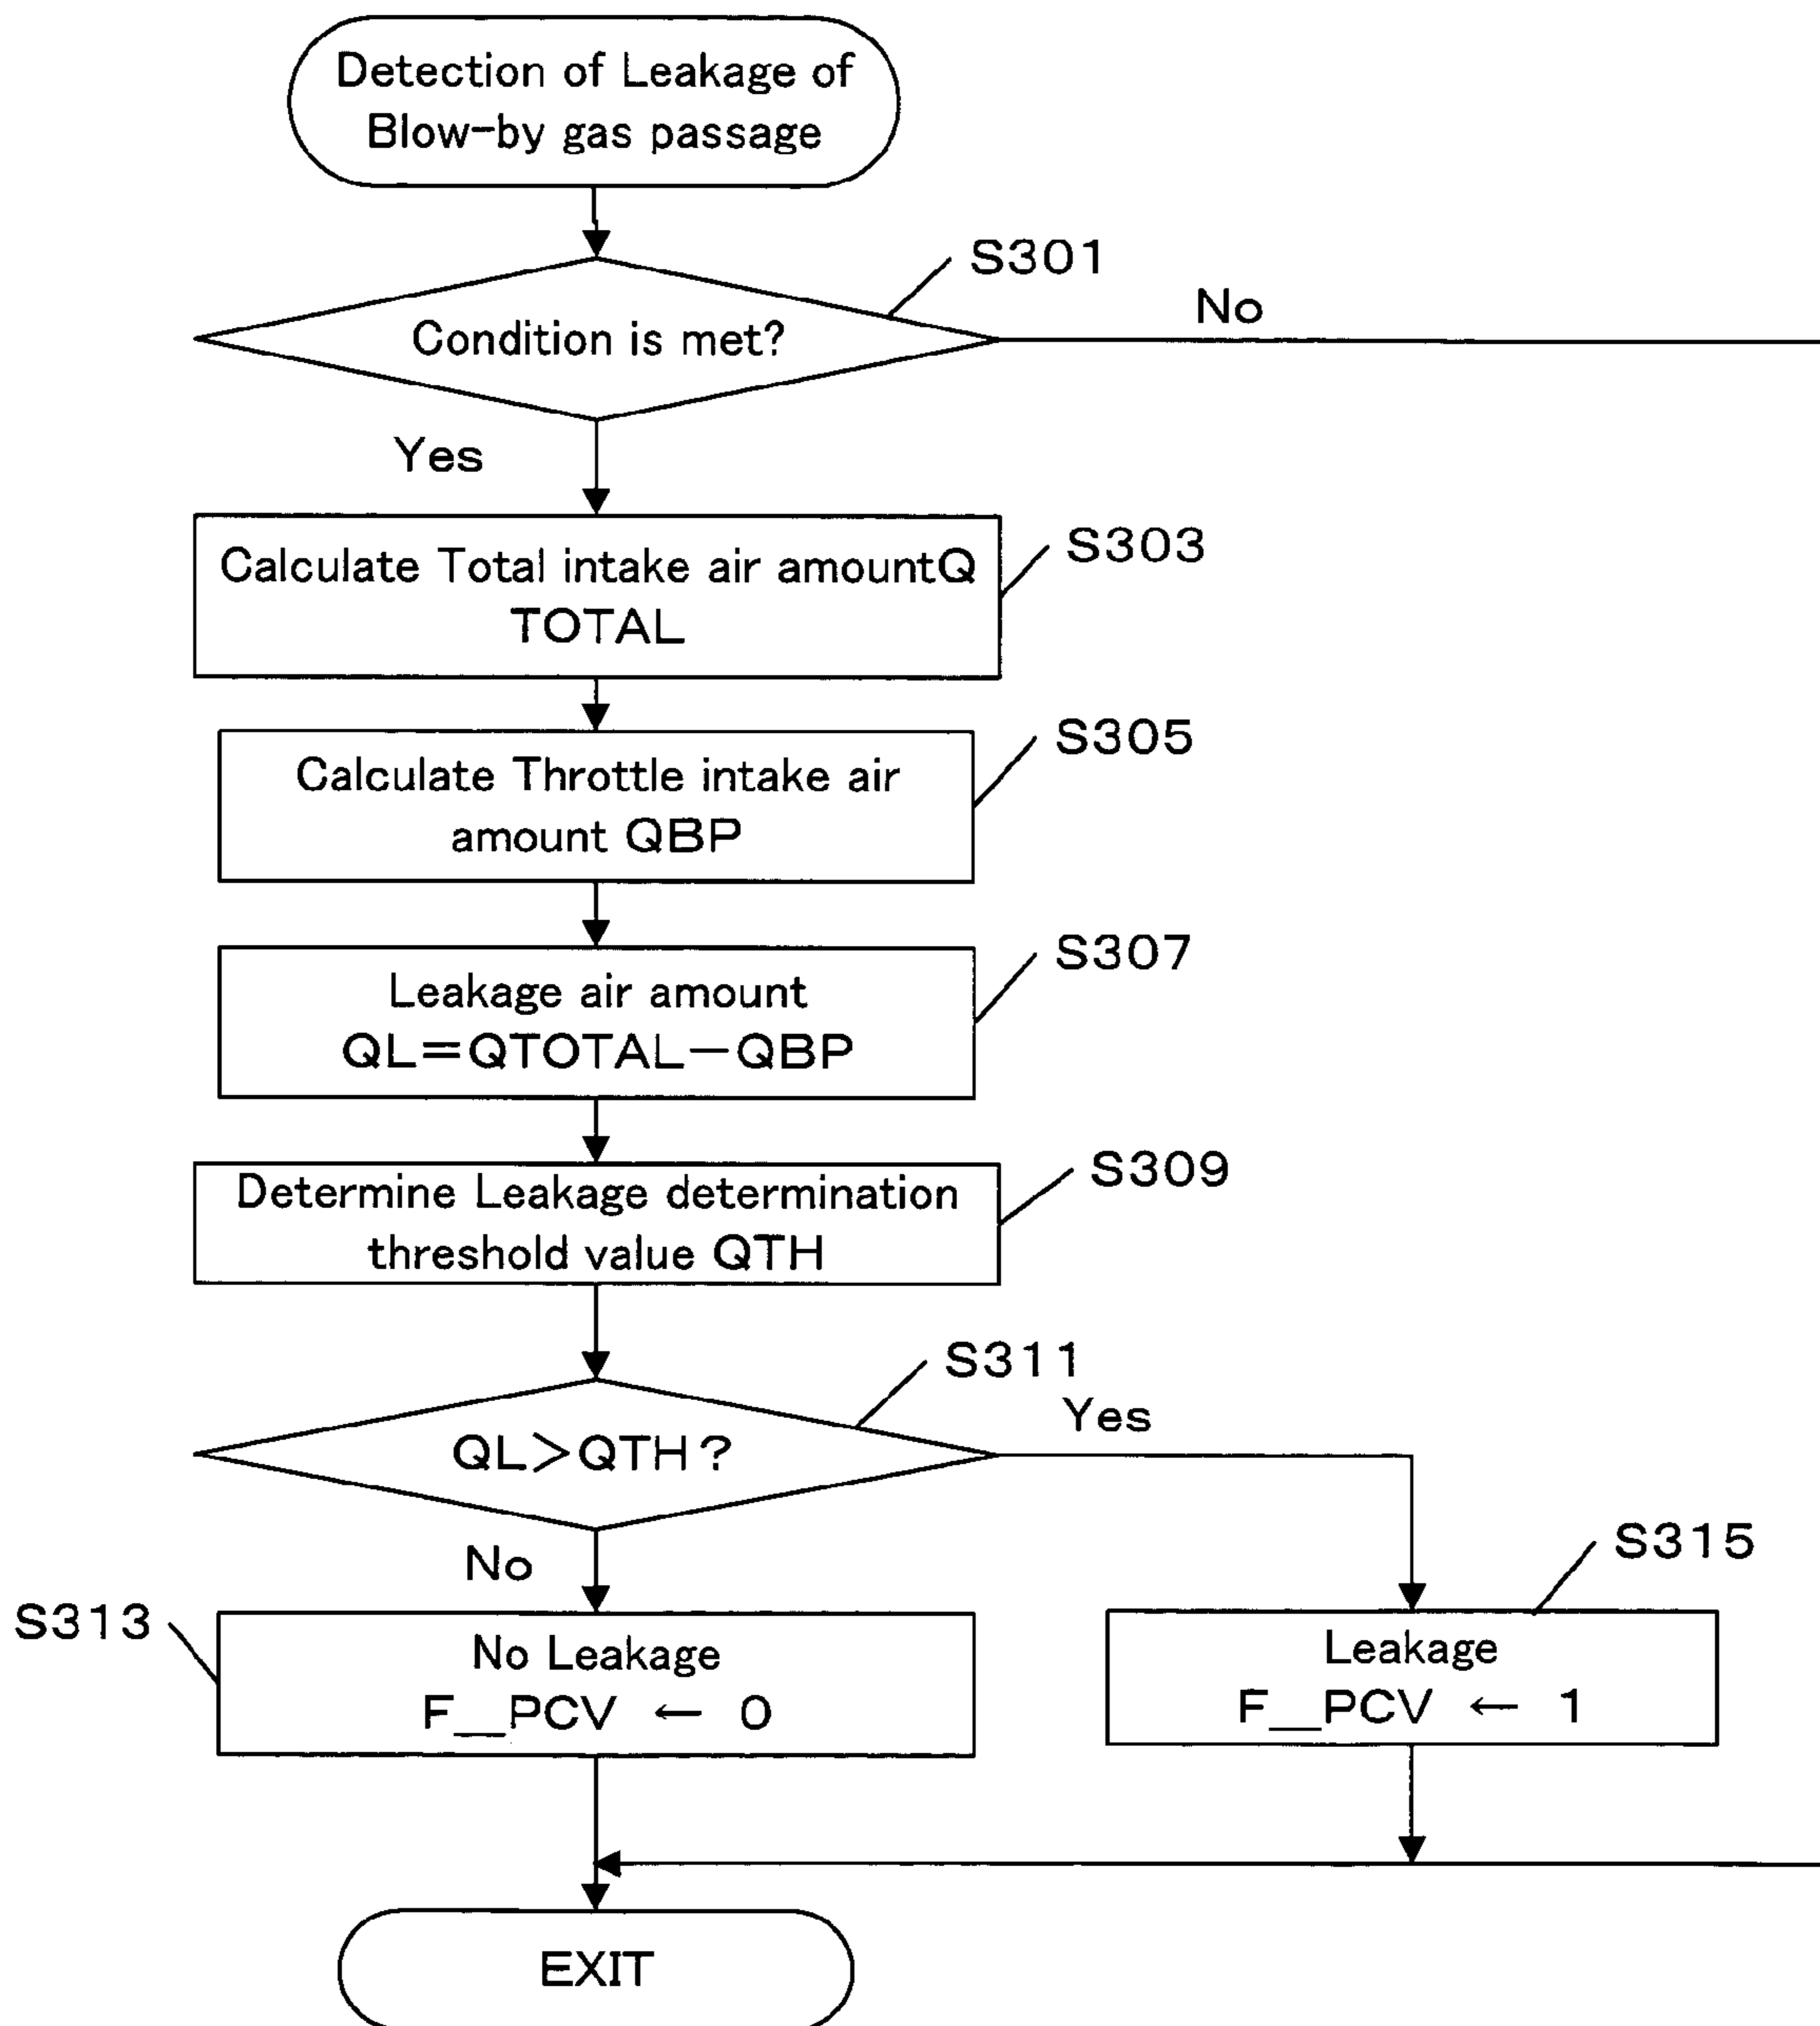 Detection of Leakage of
Blow-by gas passage
S301
Condition is met?
No
Yes
S303
Calculate Total intake air amountQ
TOTAL
S305
Calculate Throttle intake air
amount QBP
S307
Leakage air amount
QL=QTOTAL-QBP
S309
Determine Leakage determination
threshold value QTH
S311
QL>QTH?
Yes
No
S313
No Leakage
F__PCV ← 0
S315
Leakage
F__PCV ← 1
EXIT